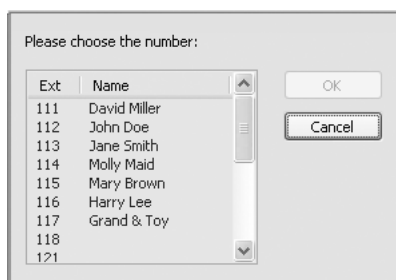 Please choose the number:
Ext Name
OK
111 David Miller
112 John Doe
Cancel
113 Jane Smith
114 Molly Maid
115 Mary Brown
116 Harry Lee
117 Grand & Toy
118
121